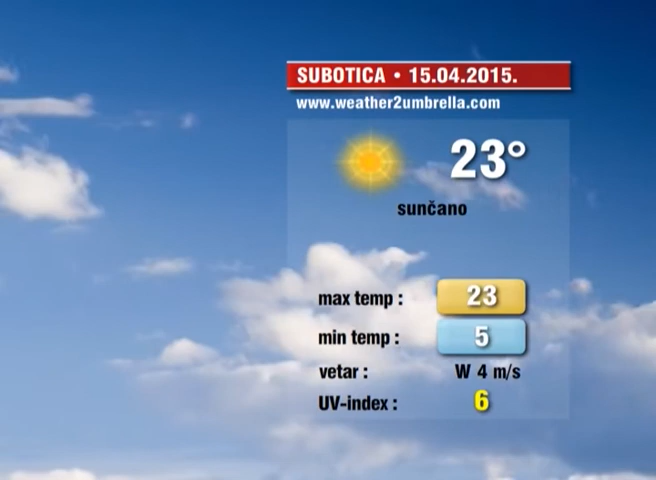 SUBOTICA • 15.04.2015.
www.weather2umbrella.com
23°
sunčano
max temp : 23
min temp : 5
vetar : W 4 m/s
UV-index : 6